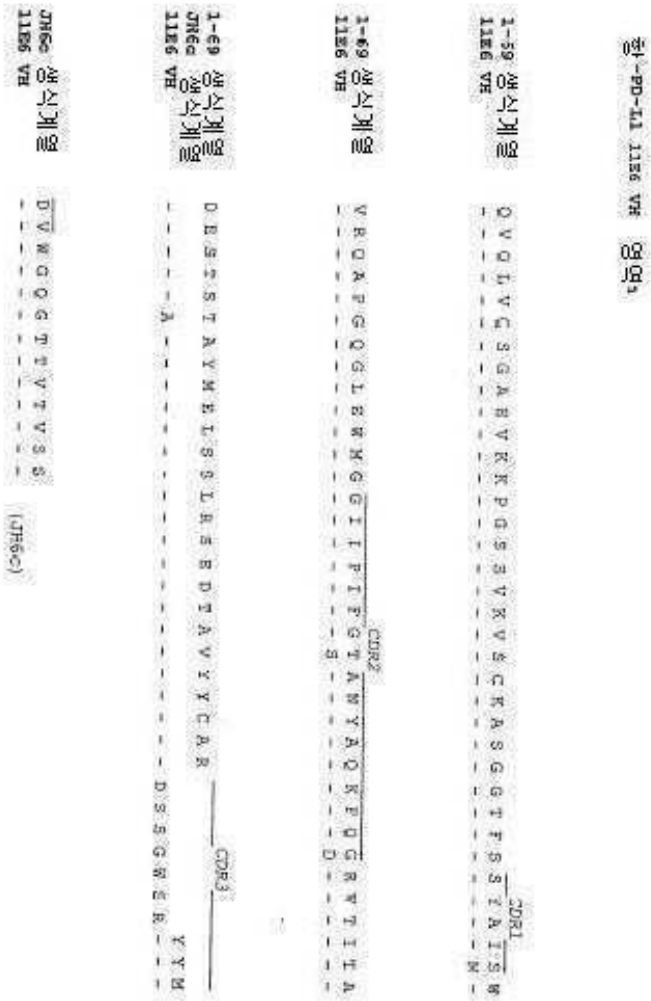 항-PD-L1 11E6 VH 영역
CDR1
1-69 생식계열 Q V Q L V Q S G A E V K K P G S S V K V S C K A S G G T F S S Y A I S W
11E6 VH - - - - - - - - - - - - - - - - - - - - - - - - - - - - - - - - - - N -
CDR2
1-69 생식계열 V R Q A P G Q G L E W M G G I I P I F G T A N Y A Q K F Q G R V T I T A
11E6 VH - - - - - - - - - - - - - - - - - - - - S - - - - - - - - D - - - - - -
CDR3
1-69 생식계열 D E S T S T A Y M E L S S L R S E D T A V Y Y C A R
JH6c 생식계열 Y Y M
11E6 VH - - - - - A - - - - - - - - - - - - - - - - - - - - D S S G W S R - - -
JH6c 생식계열 D V W G Q G T T V T V S S
11E6 VH - - - - - - - - - - - - - (JH6c)